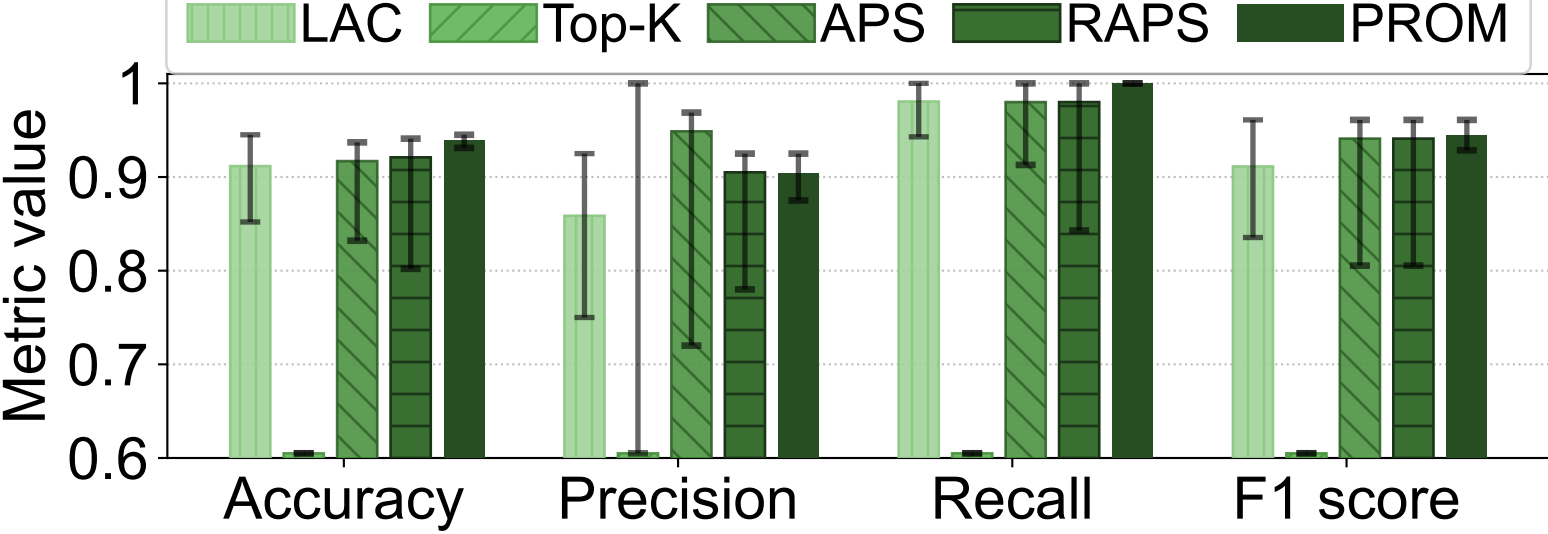 LAC Top-K APS RAPS PROM
Metric value
1
0.9
0.8
0.7
0.6
Accuracy Precision Recall F1 score